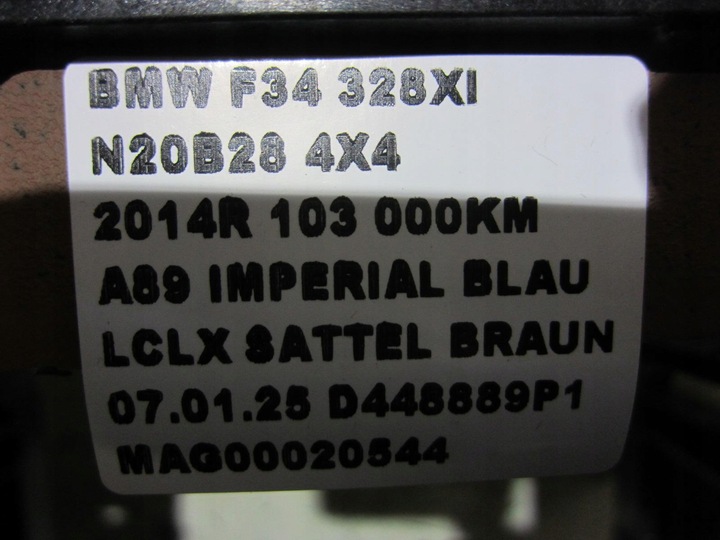 BMW F34 328XI
N20B28 4X4
2014R 103 000KM
A89 IMPERIAL BLAU
LCLX SATTEL BRAUN
07.01.25 D448889P1
MAG00020544